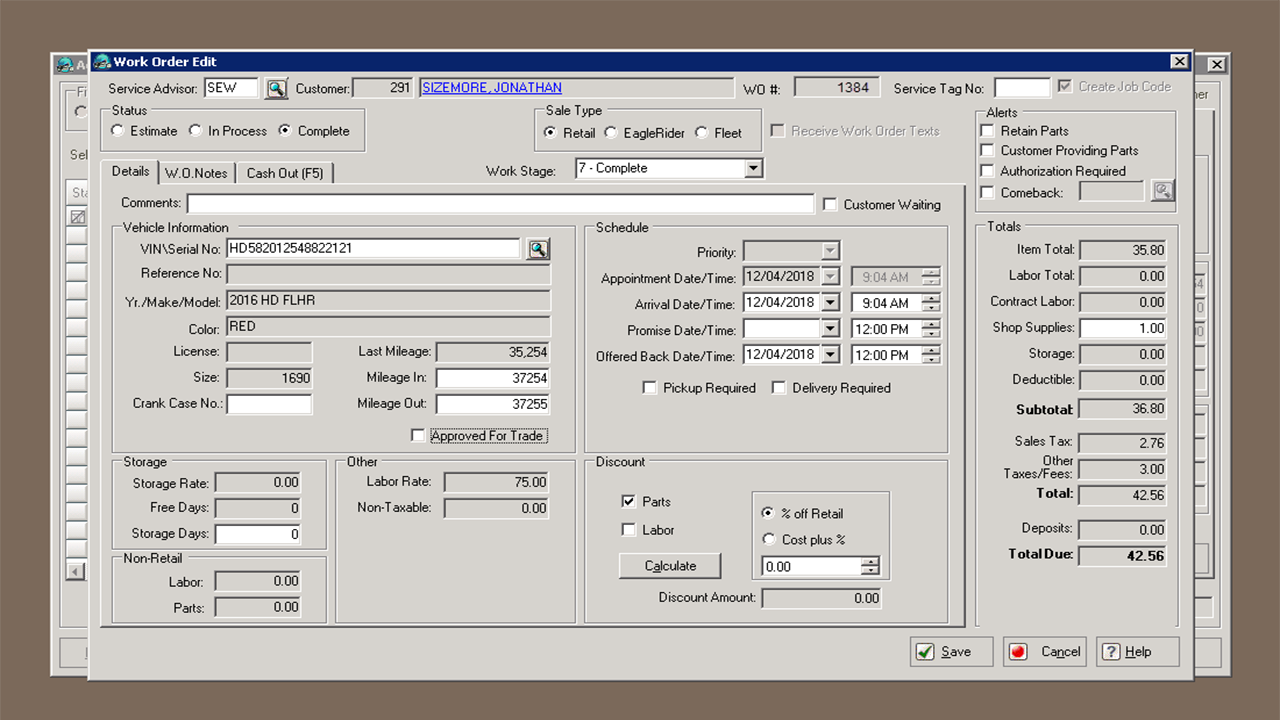 Work Order Edit
Service Advisor: SEW Customer: 291 SIZEMORE, JONATHAN WO #: 1384 Service Tag No: Create Job Code
Status
Estimate In Process Complete
Sale Type
Retail EagleRider Fleet
Receive Work Order Texts
Alerts
Retain Parts
Customer Providing Parts
Authorization Required
Comeback:
Details W.O.Notes Cash Out (F5)
Work Stage: 7 - Complete
Comments: Customer Waiting
Vehicle Information
VIN\Serial No: HD582012548822121
Reference No:
Yr./Make/Model: 2016 HD FLHR
Color: RED
License: Last Mileage: 35,254
Size: 1690 Mileage In: 37254
Crank Case No.: Mileage Out: 37255
Approved For Trade
Schedule
Priority:
Appointment Date/Time: 12/04/2018 9:04 AM
Arrival Date/Time: 12/04/2018 9:04 AM
Promise Date/Time: 12:00 PM
Offered Back Date/Time: 12/04/2018 12:00 PM
Pickup Required Delivery Required
Totals
Item Total: 35.80
Labor Total: 0.00
Contract Labor: 0.00
Shop Supplies: 1.00
Storage: 0.00
Deductible: 0.00
Subtotal: 36.80
Sales Tax: 2.76
Other
Taxes/Fees: 3.00
Total: 42.56
Deposits: 0.00
Total Due: 42.56
Storage
Storage Rate: 0.00
Free Days: 0
Storage Days: 0
Non-Retail
Labor: 0.00
Parts: 0.00
Other
Labor Rate: 75.00
Non-Taxable: 0.00
Discount
Parts
Labor
Calculate
% off Retail
Cost plus %
0.00
Discount Amount: 0.00
Save Cancel Help